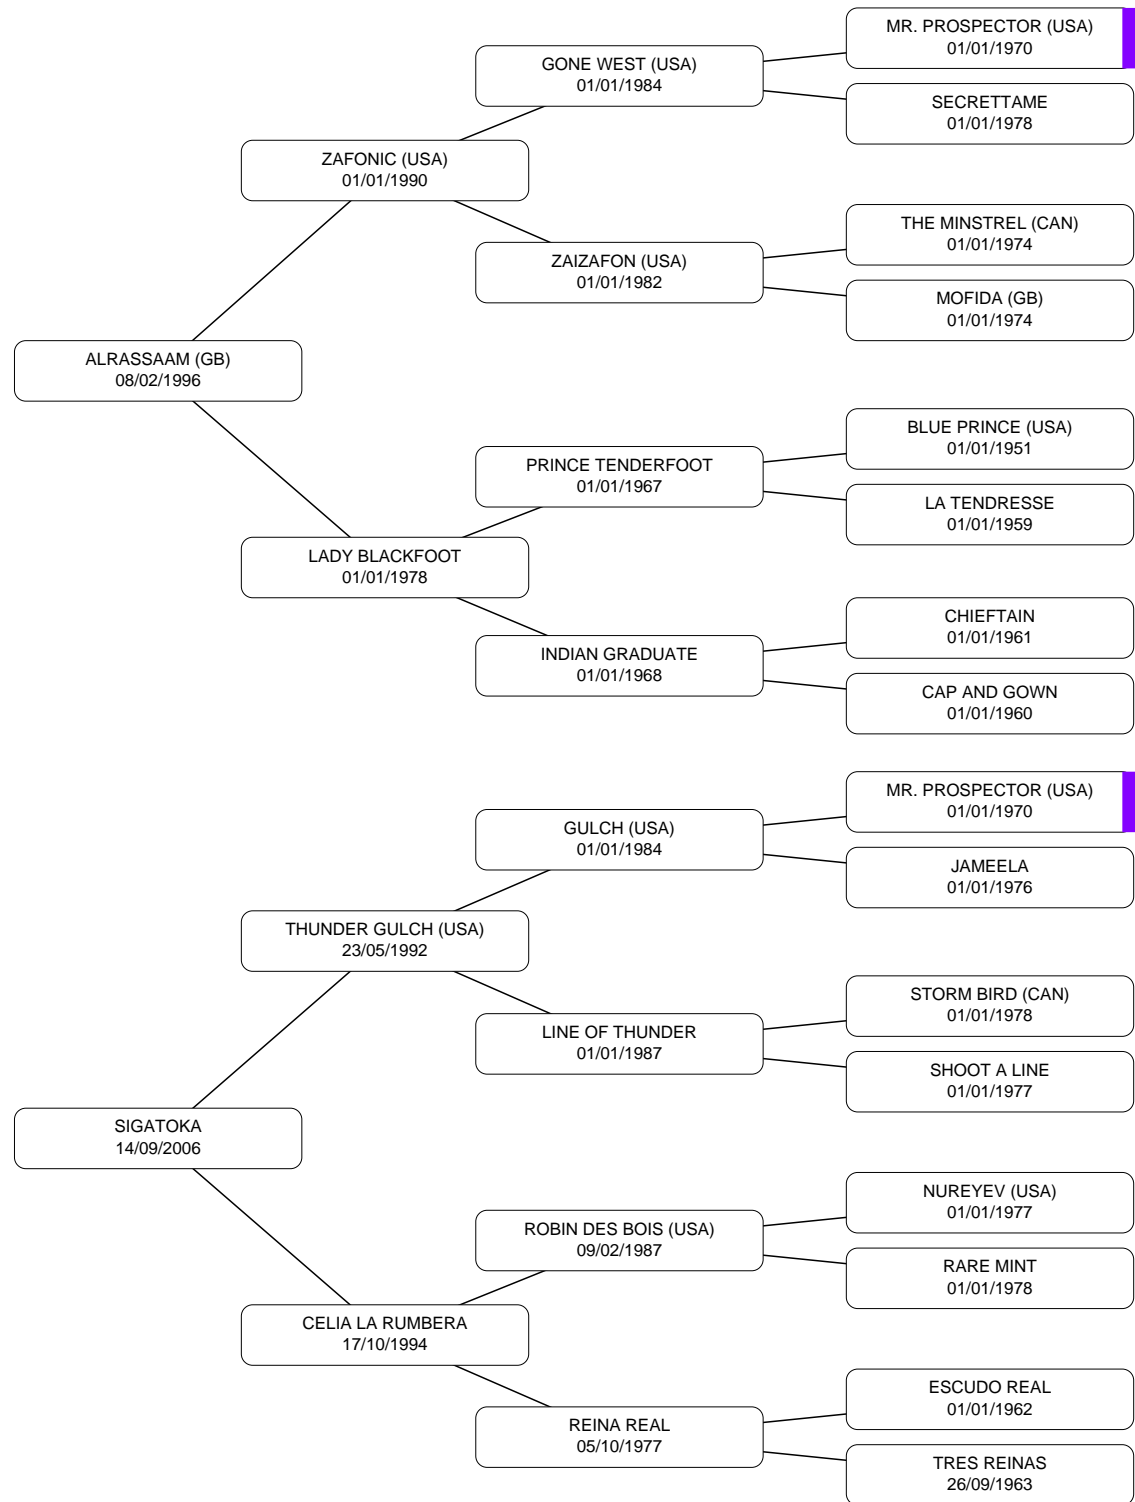 MR. PROSPECTOR (USA)
01/01/1970
GONE WEST (USA)
01/01/1984
SECRETTAME
01/01/1978
ZAFONIC (USA)
01/01/1990
THE MINSTREL (CAN)
01/01/1974
ZAIZAFON (USA)
01/01/1982
MOFIDA (GB)
01/01/1974
ALRASSAAM (GB)
08/02/1996
BLUE PRINCE (USA)
01/01/1951
PRINCE TENDERFOOT
01/01/1967
LA TENDRESSE
01/01/1959
LADY BLACKFOOT
01/01/1978
CHIEFTAIN
01/01/1961
INDIAN GRADUATE
01/01/1968
CAP AND GOWN
01/01/1960
MR. PROSPECTOR (USA)
01/01/1970
GULCH (USA)
01/01/1984
JAMEELA
01/01/1976
THUNDER GULCH (USA)
23/05/1992
STORM BIRD (CAN)
01/01/1978
LINE OF THUNDER
01/01/1987
SHOOT A LINE
01/01/1977
SIGATOKA
14/09/2006
NUREYEV (USA)
01/01/1977
ROBIN DES BOIS (USA)
09/02/1987
RARE MINT
01/01/1978
CELIA LA RUMBERA
17/10/1994
ESCUDO REAL
01/01/1962
REINA REAL
05/10/1977
TRES REINAS
26/09/1963